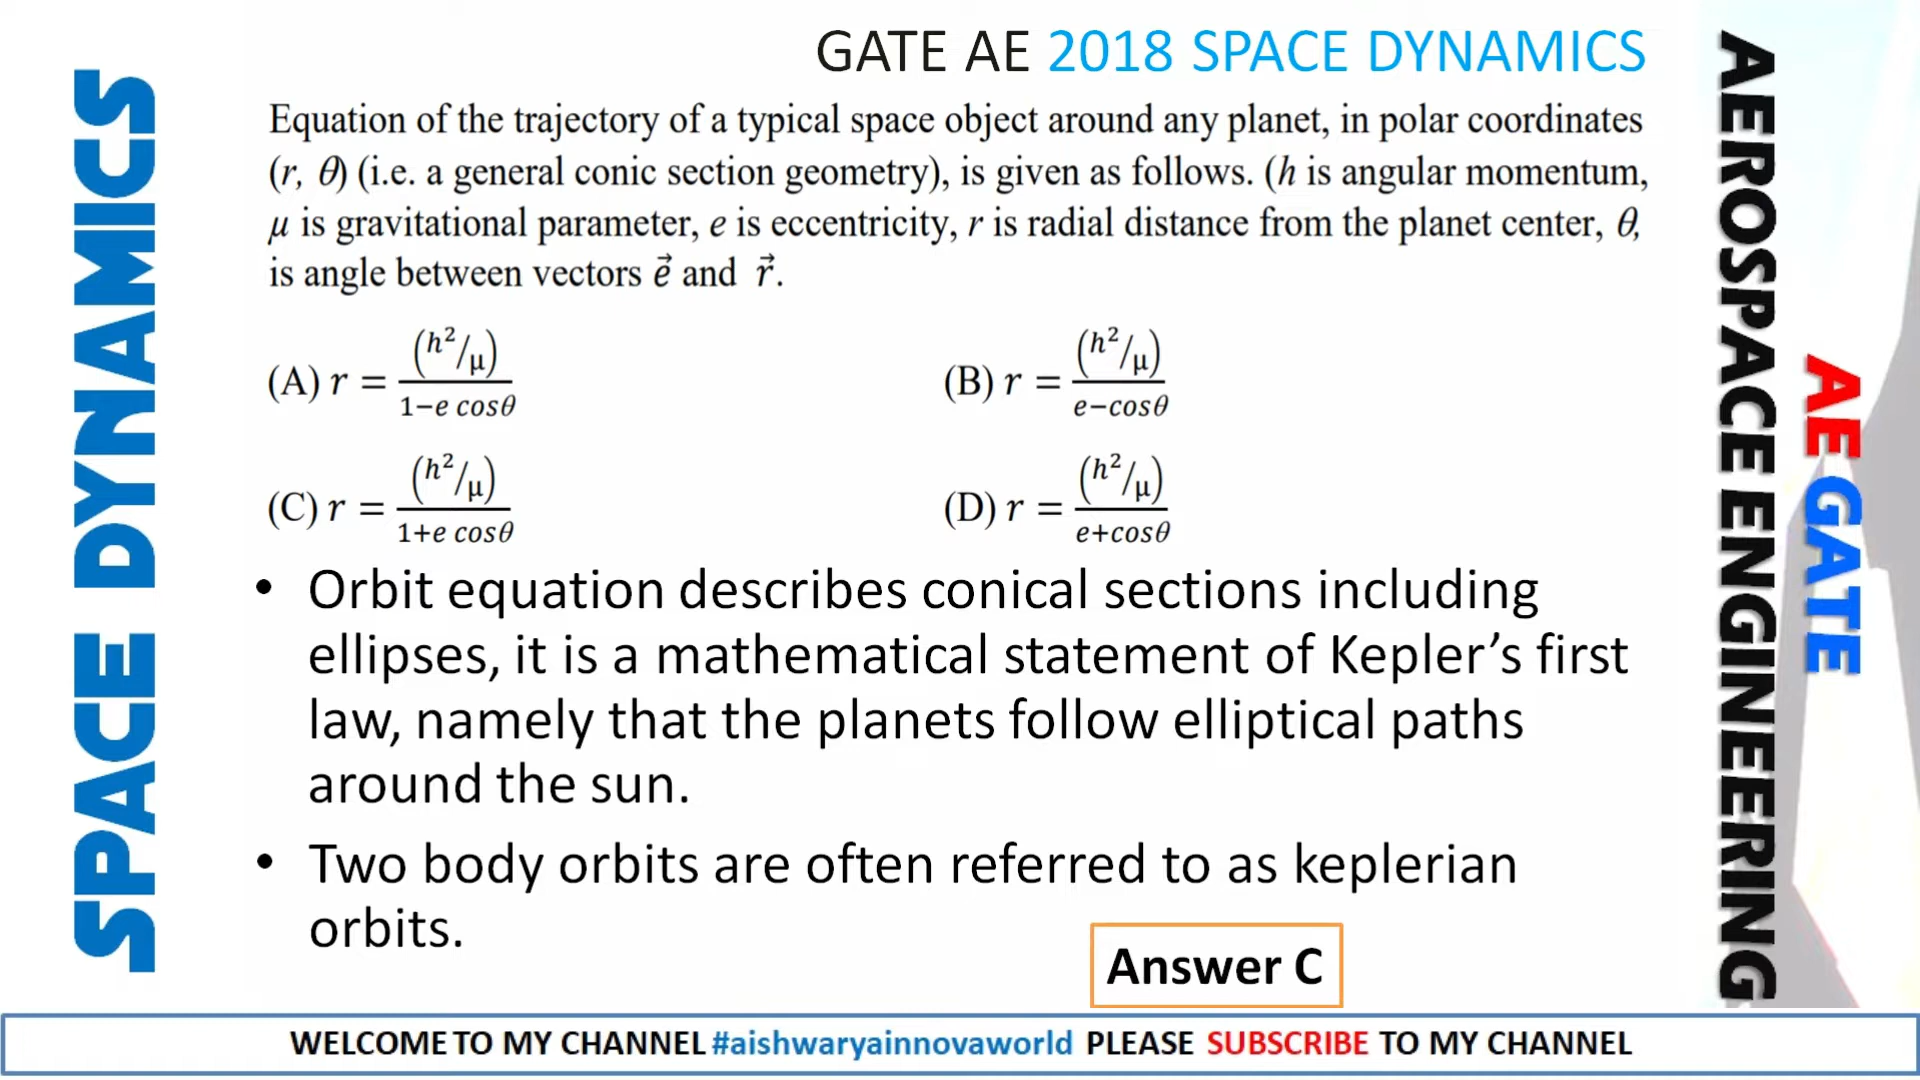 SPACE DYNAMICS
GATE AE 2018 SPACE DYNAMICS
Equation of the trajectory of a typical space object around any planet, in polar coordinates
(r, θ) (i.e. a general conic section geometry), is given as follows. (h is angular momentum,
μ is gravitational parameter, e is eccentricity, r is radial distance from the planet center, θ,
is angle between vectors e⃗ and r⃗.
(A) r = (h²/μ) / 1−e cosθ
(B) r = (h²/μ) / e−cosθ
(C) r = (h²/μ) / 1+e cosθ
(D) r = (h²/μ) / e+cosθ
• Orbit equation describes conical sections including
ellipses, it is a mathematical statement of Kepler’s first
law, namely that the planets follow elliptical paths
around the sun.
• Two body orbits are often referred to as keplerian
orbits.
Answer C
AEROSPACE ENGINEERING
AE GATE
WELCOME TO MY CHANNEL #aishwaryainnovaworld PLEASE SUBSCRIBE TO MY CHANNEL